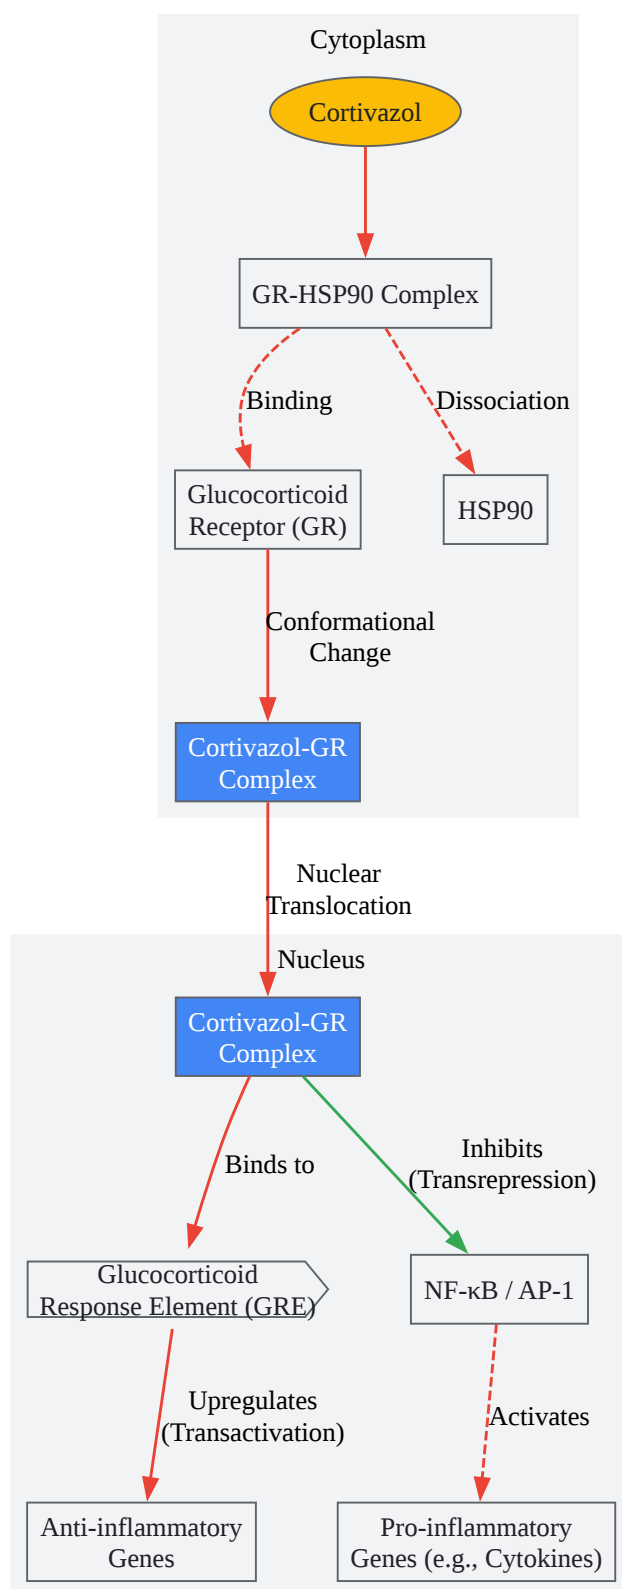 Cytoplasm
Cortivazol
GR-HSP90 Complex
Binding
Dissociation
Glucocorticoid
Receptor (GR)
HSP90
Conformational
Change
Cortivazol-GR
Complex
Nuclear
Translocation
Nucleus
Cortivazol-GR
Complex
Binds to
Inhibits
(Transrepression)
Glucocorticoid
Response Element (GRE)
NF-κB / AP-1
Upregulates
(Transactivation)
Activates
Anti-inflammatory
Genes
Pro-inflammatory
Genes (e.g., Cytokines)